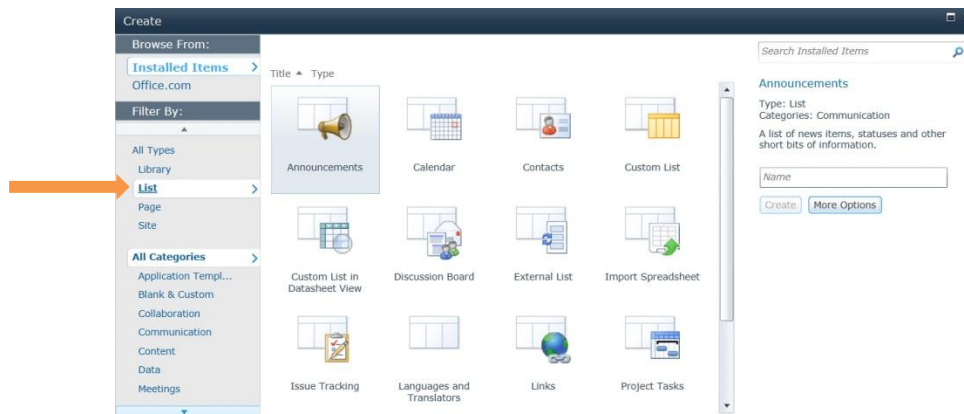 Create
Browse From:
Installed Items
Office.com
Filter By:
All Types
Library
List
Page
Site
All Categories
Application Templ...
Blank & Custom
Collaboration
Communication
Content
Data
Meetings
Title Type
Announcements
Calendar
Contacts
Custom List
Custom List in
Datasheet View
Discussion Board
External List
Import Spreadsheet
Issue Tracking
Languages and
Translators
Links
Project Tasks
Search Installed Items
Announcements
Type: List
Categories: Communication
A list of news items, statuses and other
short bits of information.
Name
Create More Options